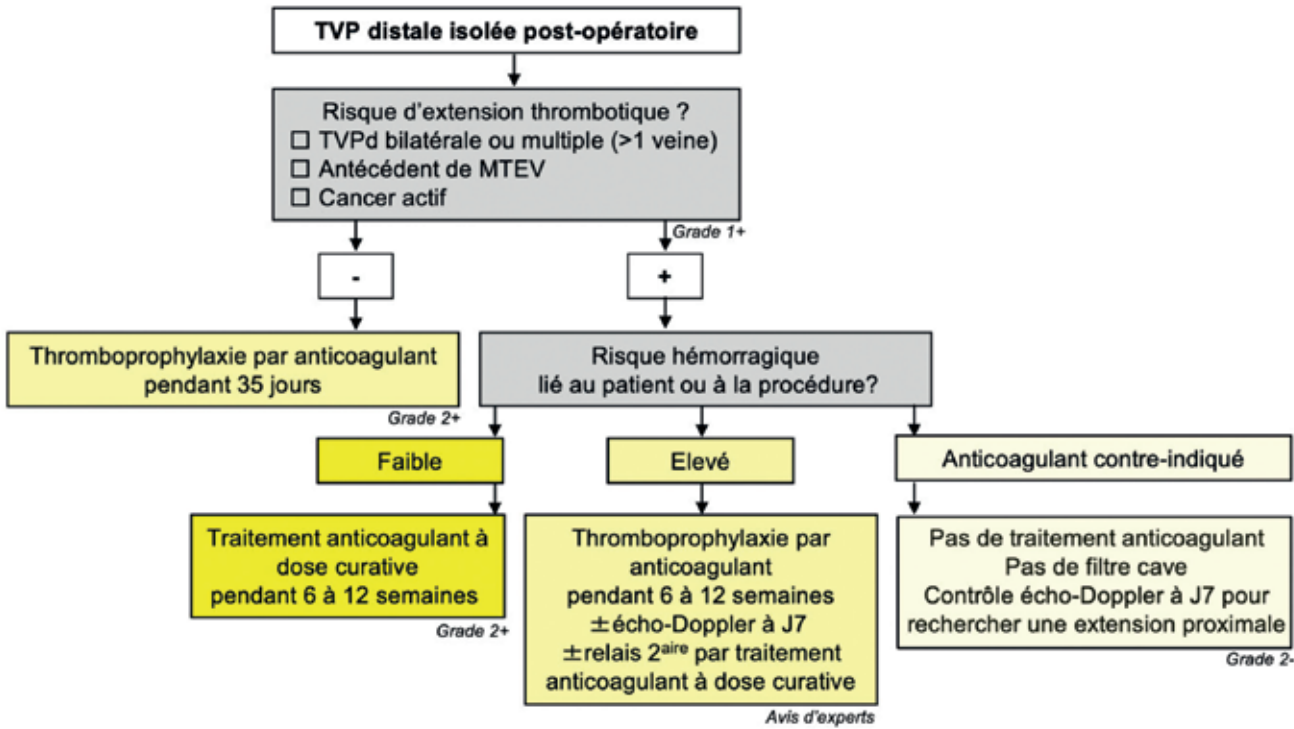 TVP distale isolée post-opératoire
Risque d'extension thrombotique ?
☐ TVPd bilatérale ou multiple (>1 veine)
☐ Antécédent de MTEV
☐ Cancer actif
Grade 1+
-
+
Thromboprophylaxie par anticoagulant
pendant 35 jours
Grade 2+
Risque hémorragique
lié au patient ou à la procédure?
Faible
Elevé
Anticoagulant contre-indiqué
Traitement anticoagulant à
dose curative
pendant 6 à 12 semaines
Grade 2+
Thromboprophylaxie par
anticoagulant
pendant 6 à 12 semaines
±écho-Doppler à J7
±relais 2aire par traitement
anticoagulant à dose curative
Avis d'experts
Pas de traitement anticoagulant
Pas de filtre cave
Contrôle écho-Doppler à J7 pour
rechercher une extension proximale
Grade 2-